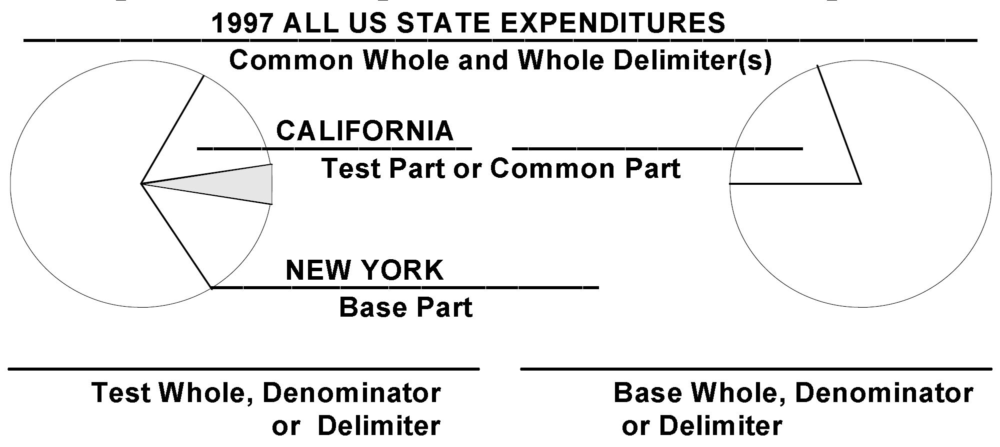 1997 ALL US STATE EXPENDITURES
Common Whole and Whole Delimiter(s)
CALIFORNIA
Test Part or Common Part
NEW YORK
Base Part
Test Whole, Denominator
or Delimiter
Base Whole, Denominator
or Delimiter